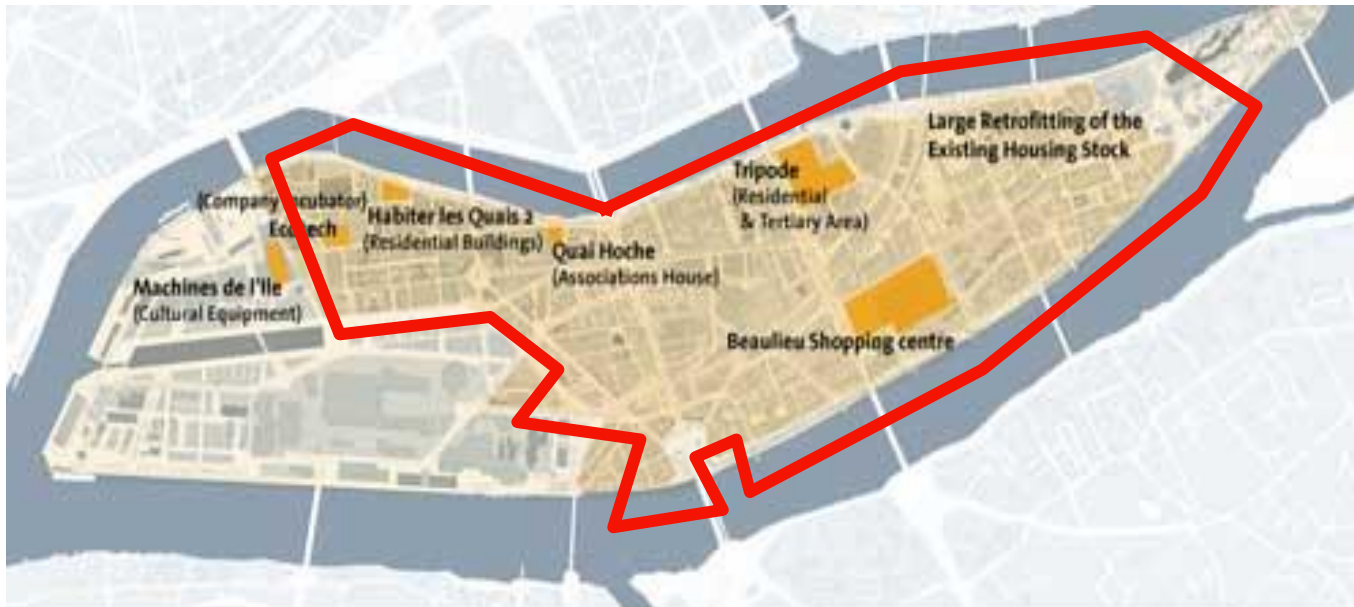 (Company Incubator)
Ecotech
Machines de l'Ile
(Cultural Equipment)
Habiter les Quais 2
(Residential Buildings)
Quai Hoche
(Associations House)
Tripode
(Residential
& Tertiary Area)
Large Retrofitting of the
Existing Housing Stock
Beaulieu Shopping centre